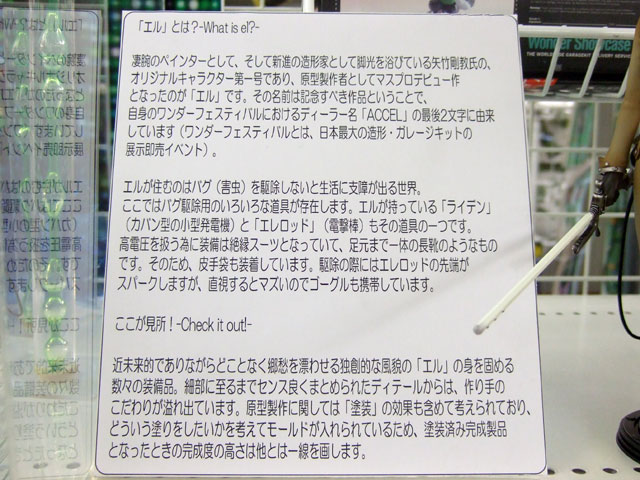 「エル」とは?-What is el?-
凄腕のペインターとして、そして新進の造形家として脚光を浴びている矢竹剛教氏の、
オリジナルキャラクター第一号であり、原型製作者としてマスプロデビュー作
となったのが「エル」です。その名前は記念すべき作品ということで、
自身のワンダーフェスティバルにおけるディーラー名「ACCEL」の最後2文字に由来
しています（ワンダーフェスティバルとは、日本最大の造形・ガレージキットの
展示即売イベント）。
エルが住むのはバグ（害虫）を駆除しないと生活に支障が出る世界。
ここではバグ駆除用のいろいろな道具が存在します。エルが持っている「ライデン」
（カバン型の小型発電機）と「エレロッド」（電撃棒）もその道具の一つです。
高電圧を扱う為に装備は絶縁スーツとなっていて、足元まで一体の長靴のようなもの
です。そのため、皮手袋も装着しています。駆除の際にはエレロッドの先端が
スパークしますが、直視するとマズいのでゴーグルも携帯しています。
ここが見所！-Check it out!-
近未来的でありながらどことなく郷愁を漂わせる独創的な風貌の「エル」の身を固める
数々の装備品。細部に至るまでセンス良くまとめられたディテールからは、作り手の
こだわりが溢れ出ています。原型製作に関しては「塗装」の効果も含めて考えられており、
どういう塗りをしたいかを考えてモールドが入れられているため、塗装済み完成製品
となったときの完成度の高さは他とは一線を画します。
Wonder Showcase